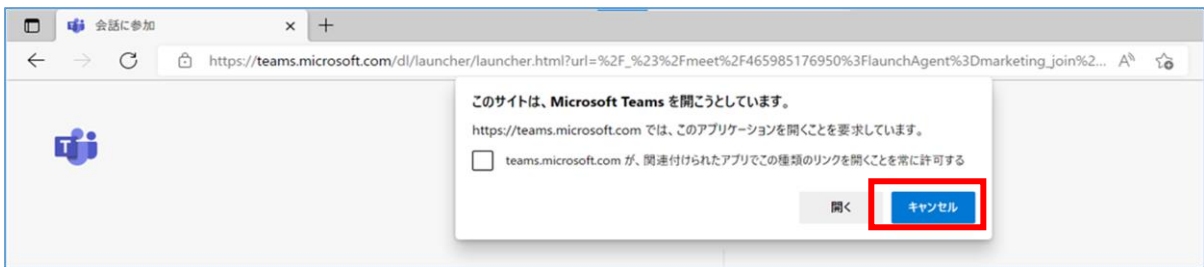 会話に参加
https://teams.microsoft.com/dl/launcher/launcher.html?url=%2F_%23%2Fmeet%2F465985176950%3FlaunchAgent%3Dmarketing_join%2...
このサイトは、Microsoft Teams を開こうとしています。
https://teams.microsoft.com では、このアプリケーションを開くことを要求しています。
teams.microsoft.com が、関連付けられたアプリでこの種類のリンクを開くことを常に許可する
開く キャンセル